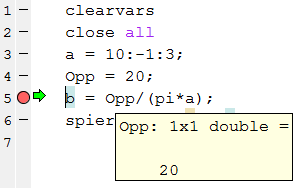 1 clearvars
2 close all
3 a = 10:-1:3;
4 Opp = 20;
5 b = Opp/(pi*a);
6 spier
7
Opp: 1x1 double =
20